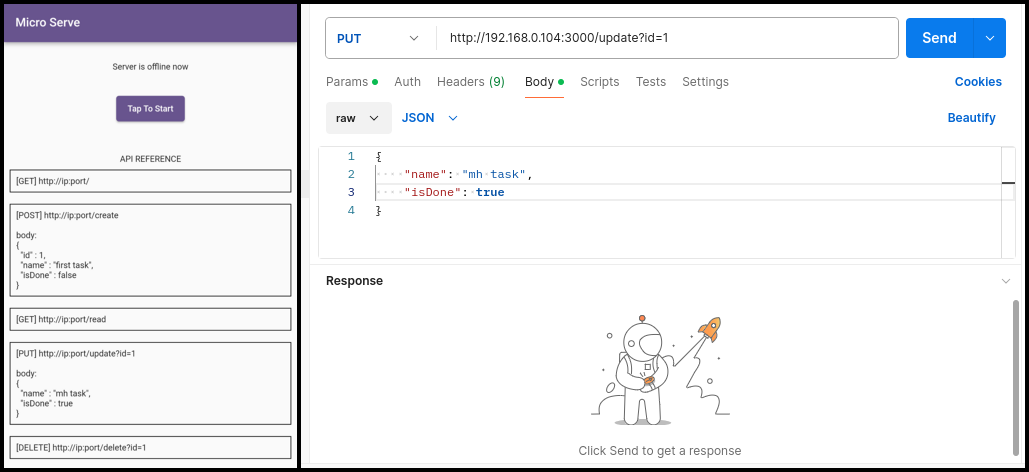 Micro Serve
Server is offline now
Tap To Start
API REFERENCE
[GET] http://ip:port/
[POST] http://ip:port/create
body:
{
"id" : 1,
"name" : "first task",
"isDone" : false
}
[GET] http://ip:port/read
[PUT] http://ip:port/update?id=1
body:
{
"name" : "mh task",
"isDone" : true
}
[DELETE] http://ip:port/delete?id=1
PUT http://192.168.0.104:3000/update?id=1 Send
Params Auth Headers (9) Body Scripts Tests Settings Cookies
raw JSON Beautify
1 {
2 "name": "mh task",
3 "isDone": true
4 }
Response
Click Send to get a response